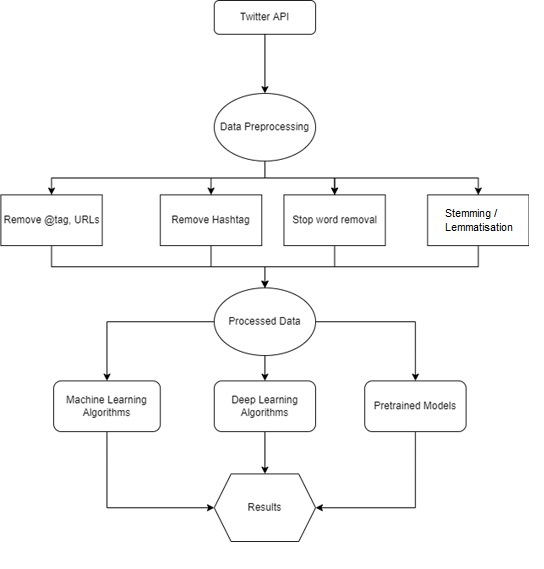 Twitter API
Data Preprocessing
Remove @tag, URLs
Remove Hashtag
Stop word removal
Stemming /
Lemmatisation
Processed Data
Machine Learning
Algorithms
Deep Learning
Algorithms
Pretrained Models
Results